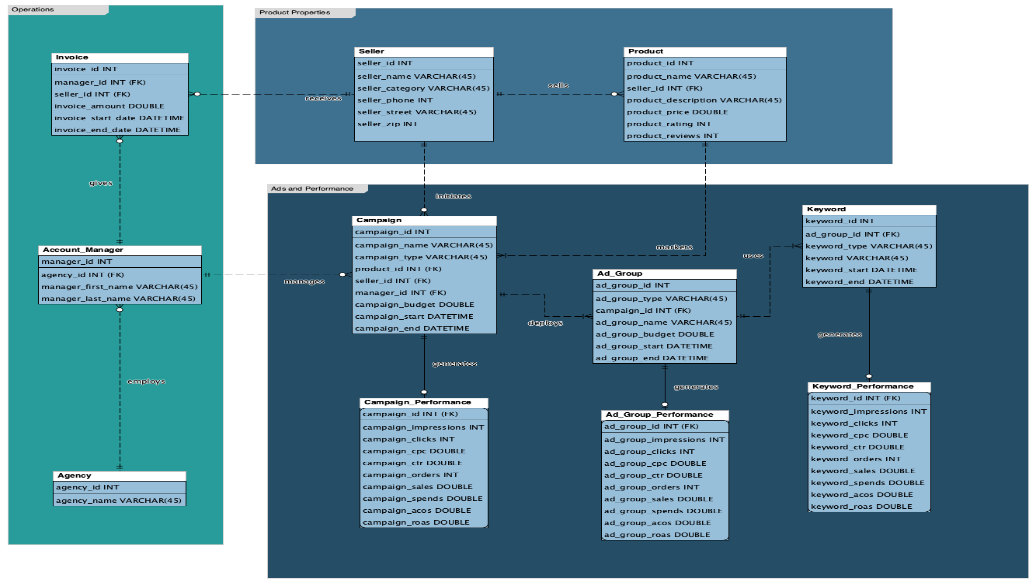 Operations
Invoice
invoice_id INT
manager_id INT (FK)
seller_id INT (FK)
invoice_amount DOUBLE
invoice_start_date DATETIME
invoice_end_date DATETIME
gives
Account_Manager
manager_id INT
agency_id INT (FK)
manager_first_name VARCHAR(45)
manager_last_name VARCHAR(45)
employs
Agency
agency_id INT
agency_name VARCHAR(45)
Product Properties
receives
Seller
seller_id INT
seller_name VARCHAR(45)
seller_category VARCHAR(45)
seller_phone INT
seller_street VARCHAR(45)
seller_zip INT
sells
Product
product_id INT
product_name VARCHAR(45)
seller_id INT (FK)
product_description VARCHAR(45)
product_price DOUBLE
product_rating INT
product_reviews INT
Ads and Performance
initiates
manages
Campaign
campaign_id INT
campaign_name VARCHAR(45)
campaign_type VARCHAR(45)
product_id INT (FK)
seller_id INT (FK)
manager_id INT (FK)
campaign_budget DOUBLE
campaign_start DATETIME
campaign_end DATETIME
markets
deploys
generates
Campaign_Performance
campaign_id INT (FK)
campaign_impressions INT
campaign_clicks INT
campaign_cpc DOUBLE
campaign_ctr DOUBLE
campaign_orders INT
campaign_sales DOUBLE
campaign_spends DOUBLE
campaign_acos DOUBLE
campaign_roas DOUBLE
Ad_Group
ad_group_id INT
ad_group_type VARCHAR(45)
campaign_id INT (FK)
ad_group_name VARCHAR(45)
ad_group_budget DOUBLE
ad_group_start DATETIME
ad_group_end DATETIME
generates
Ad_Group_Performance
ad_group_id INT (FK)
ad_group_impressions INT
ad_group_clicks INT
ad_group_cpc DOUBLE
ad_group_ctr DOUBLE
ad_group_orders INT
ad_group_sales DOUBLE
ad_group_spends DOUBLE
ad_group_acos DOUBLE
ad_group_roas DOUBLE
uses
Keyword
keyword_id INT
ad_group_id INT (FK)
keyword_type VARCHAR(45)
keyword VARCHAR(45)
keyword_start DATETIME
keyword_end DATETIME
generates
Keyword_Performance
keyword_id INT (FK)
keyword_impressions INT
keyword_clicks INT
keyword_cpc DOUBLE
keyword_ctr DOUBLE
keyword_orders INT
keyword_sales DOUBLE
keyword_spends DOUBLE
keyword_acos DOUBLE
keyword_roas DOUBLE